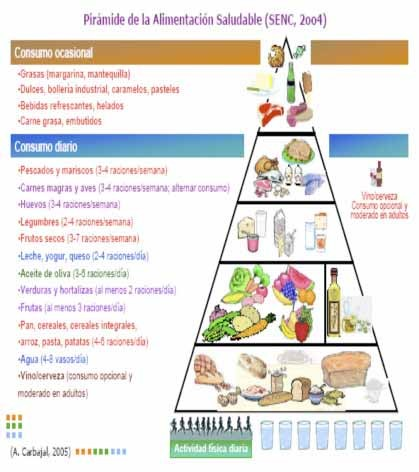 Pirámide de la Alimentación Saludable (SENC, 2oo4)
Consumo ocasional
•Grasas (margarina, mantequilla)
•Dulces, bollería industrial, caramelos, pasteles
•Bebidas refrescantes, helados
•Carne grasa, embutidos
Consumo diario
•Pescados y mariscos (3-4 raciones/semana)
•Carnes magras y aves (3-4 raciones/semana; alternar consumo)
•Huevos (3-4 raciones/semana)
•Legumbres (2-4 raciones/semana)
•Frutos secos (3-7 raciones/semana)
•Leche, yogur, queso (2-4 raciones/día)
•Aceite de oliva (3-6 raciones/día)
•Verduras y hortalizas (al menos 2 raciones/día)
•Frutas (al menos 3 raciones/día)
•Pan, cereales, cereales integrales,
arroz, pasta, patatas (4-6 raciones/día)
•Agua (4-8 vasos/día)
•Vino/cerveza (consumo opcional y
moderado en adultos)
Vino/cerveza
Consumo opcional y
moderado en adultos
(A. Carbajal, 2005)
Actividad física diaria